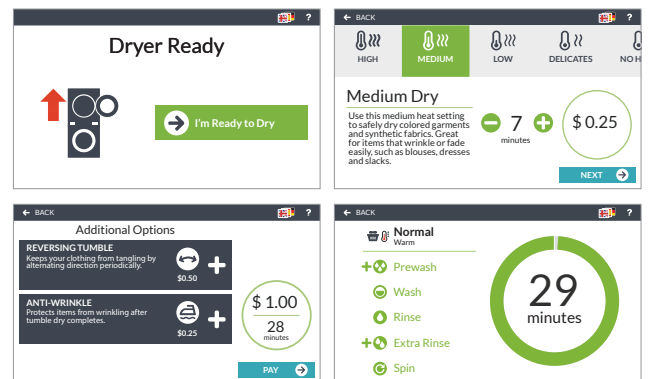 ?
Dryer Ready
I'm Ready to Dry
BACK
?
HIGH
MEDIUM
LOW
DELICATES
NO H
Medium Dry
Use this medium heat setting
to safely dry colored garments
and synthetic fabrics. Great
for items that wrinkle or fade
easily, such as blouses, dresses
and slacks.
7
minutes
$ 0.25
NEXT
BACK
?
Additional Options
REVERSING TUMBLE
Keeps your clothing from tangling by
alternating direction periodically.
$0.50
ANTI-WRINKLE
Protects items from wrinkling after
tumble dry completes.
$0.25
$ 1.00
28
minutes
PAY
BACK
?
Normal
Warm
Prewash
Wash
Rinse
Extra Rinse
Spin
29
minutes